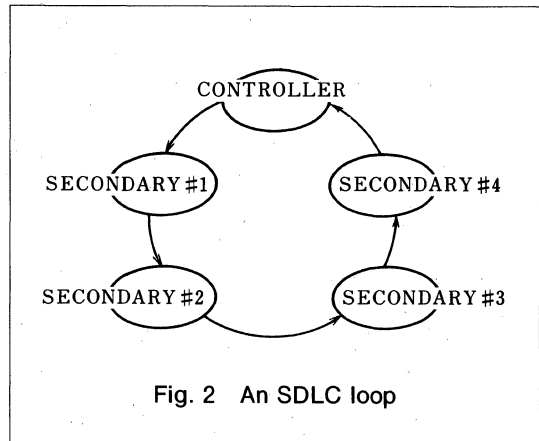 CONTROLLER
SECONDARY #1
SECONDARY #4
SECONDARY #2
SECONDARY #3
Fig. 2 An SDLC loop